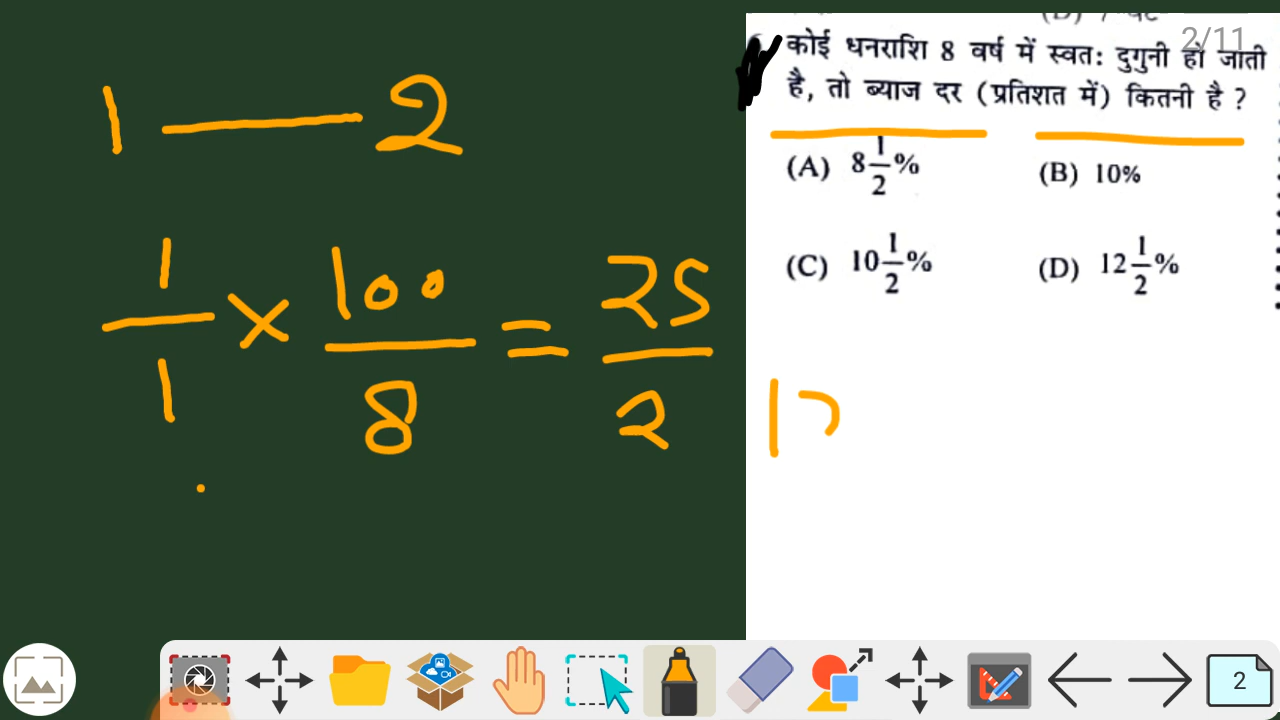 1 — 2
1/1 × 100/8 = 25/2
12
2/11
कोई धनराशि 8 वर्ष में स्वत: दुगुनी हो जाती
है, तो ब्याज दर (प्रतिशत में) कितनी है ?
(A) 8 1/2 %
(B) 10%
(C) 10 1/2 %
(D) 12 1/2 %
2